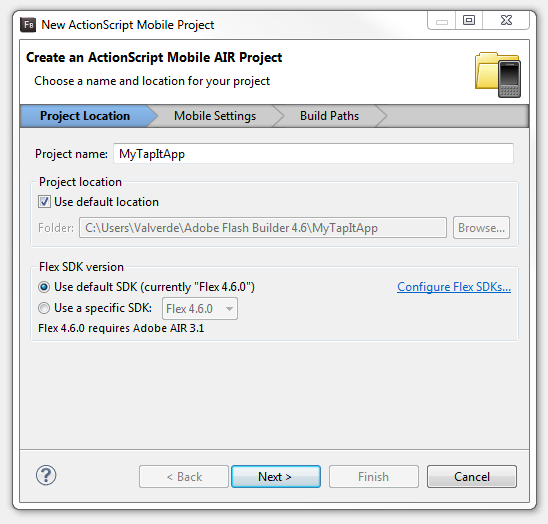 Fb New ActionScript Mobile Project
Create an ActionScript Mobile AIR Project
Choose a name and location for your project
Project Location Mobile Settings Build Paths
Project name: MyTapItApp
Project location
Use default location
Folder: C:\Users\Valverde\Adobe Flash Builder 4.6\MyTapItApp Browse...
Flex SDK version
Use default SDK (currently "Flex 4.6.0") Configure Flex SDKs...
Use a specific SDK: Flex 4.6.0
Flex 4.6.0 requires Adobe AIR 3.1
? < Back Next > Finish Cancel